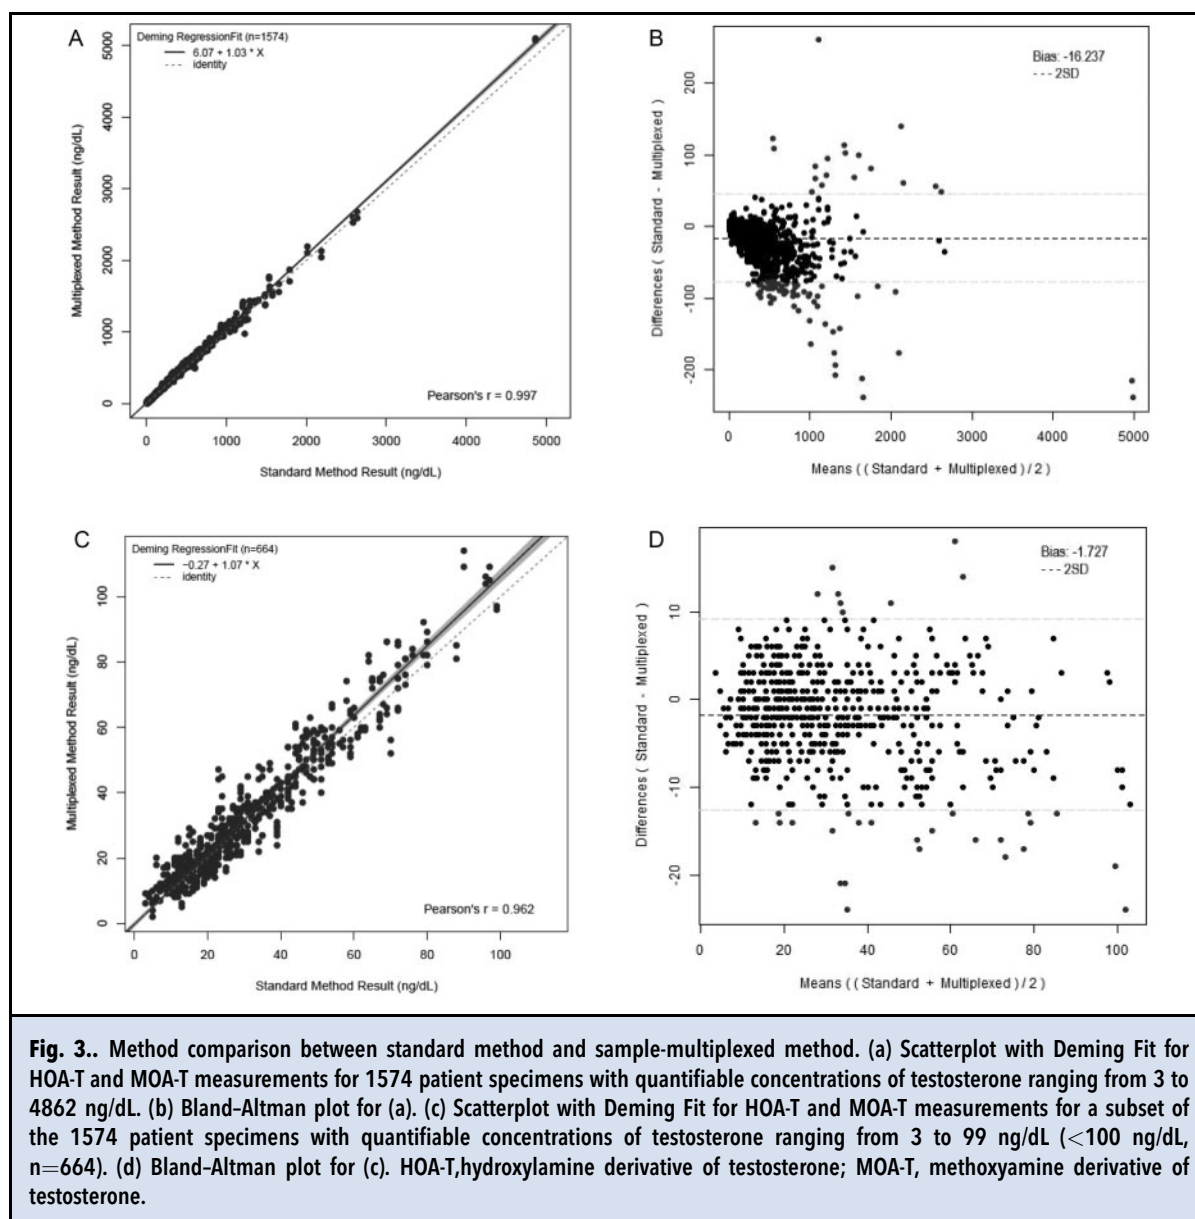 A
Deming RegressionFit (n=1574)
6.07 + 1.03 * X
identity
Multiplexed Method Result (ng/dL)
5000
4000
3000
2000
1000
0
Pearson's r = 0.997
0 1000 2000 3000 4000 5000
Standard Method Result (ng/dL)
B
Bias: -16.237
2SD
Differences ( Standard - Multiplexed )
200
100
0
-100
-200
0 1000 2000 3000 4000 5000
Means ( ( Standard + Multiplexed ) / 2 )
C
Deming RegressionFit (n=664)
−0.27 + 1.07 * X
identity
Multiplexed Method Result (ng/dL)
100
80
60
40
20
0
Pearson's r = 0.962
0 20 40 60 80 100
Standard Method Result (ng/dL)
D
Bias: -1.727
2SD
Differences ( Standard - Multiplexed )
10
0
-10
-20
0 20 40 60 80 100
Means ( ( Standard + Multiplexed ) / 2 )
Fig. 3.. Method comparison between standard method and sample-multiplexed method. (a) Scatterplot with Deming Fit for
HOA-T and MOA-T measurements for 1574 patient specimens with quantifiable concentrations of testosterone ranging from 3 to
4862 ng/dL. (b) Bland–Altman plot for (a). (c) Scatterplot with Deming Fit for HOA-T and MOA-T measurements for a subset of
the 1574 patient specimens with quantifiable concentrations of testosterone ranging from 3 to 99 ng/dL (<100 ng/dL,
n=664). (d) Bland–Altman plot for (c). HOA-T,hydroxylamine derivative of testosterone; MOA-T, methoxyamine derivative of
testosterone.